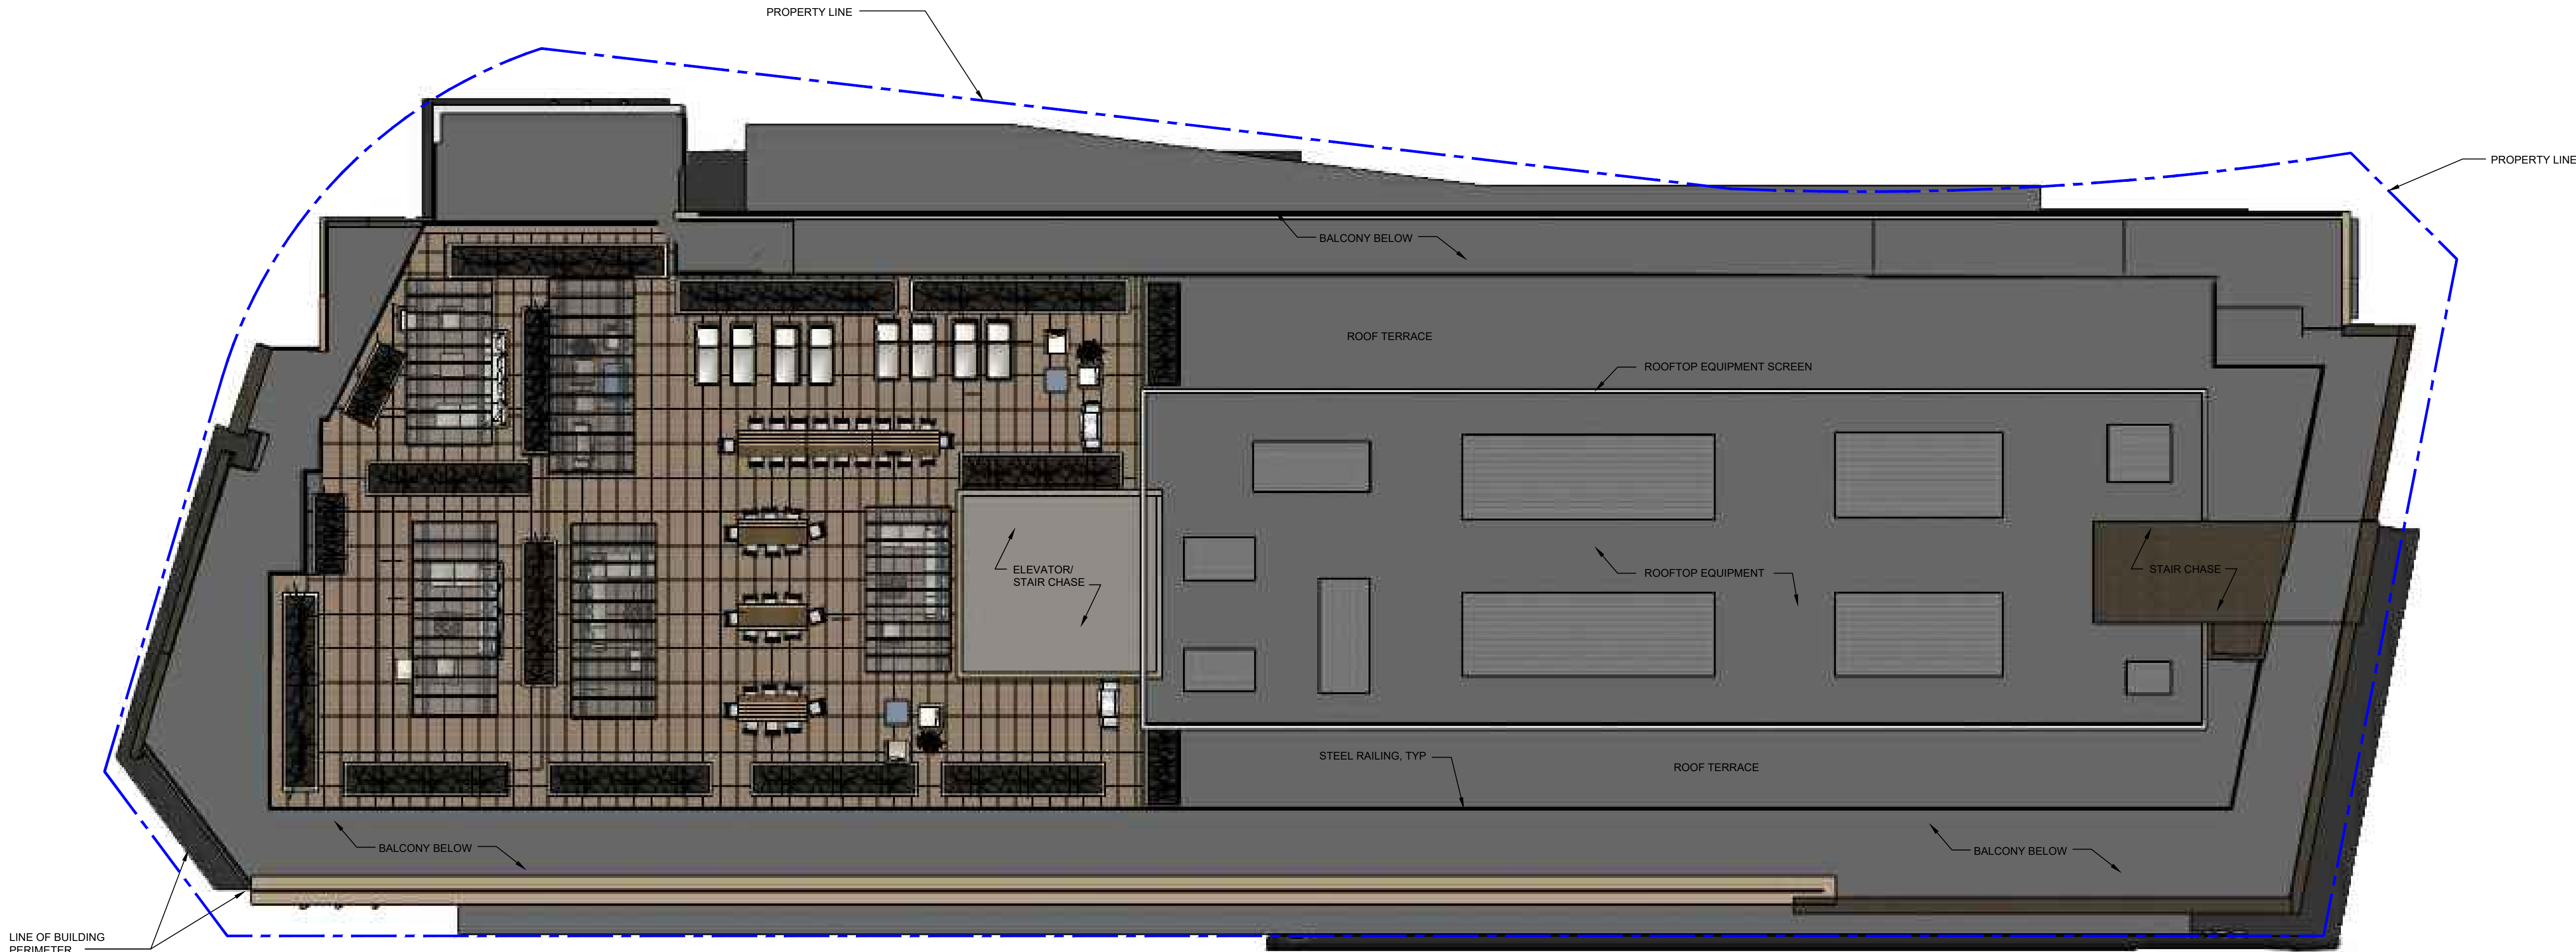 PROPERTY LINE
PROPERTY LINE
BALCONY BELOW
ROOF TERRACE
ROOFTOP EQUIPMENT SCREEN
ELEVATOR/
STAIR CHASE
ROOFTOP EQUIPMENT
STAIR CHASE
STEEL RAILING, TYP
ROOF TERRACE
BALCONY BELOW
BALCONY BELOW
LINE OF BUILDING
PERIMETER